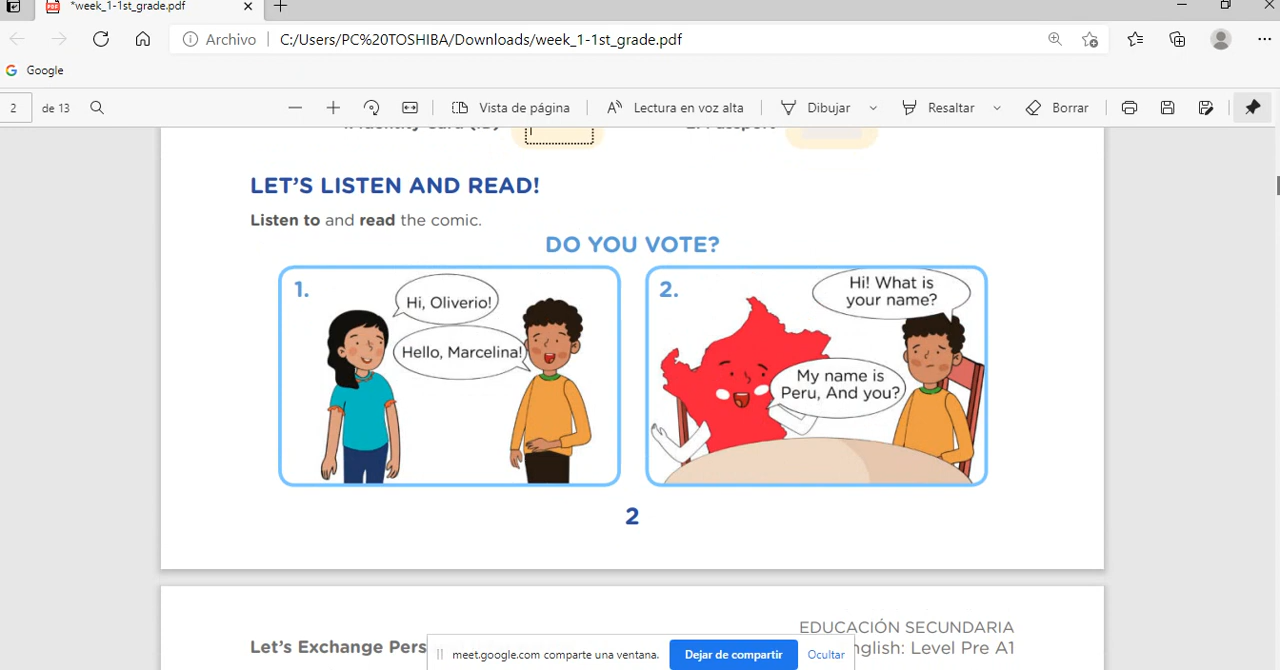 *week_1-1st_grade.pdf
Archivo
C:/Users/PC%20TOSHIBA/Downloads/week_1-1st_grade.pdf
Google
2
de 13
Vista de página
Lectura en voz alta
Dibujar
Resaltar
Borrar
LET'S LISTEN AND READ!
Listen to and read the comic.
DO YOU VOTE?
1.
Hi, Oliverio!
Hello, Marcelina!
2.
Hi! What is
your name?
My name is
Peru, And you?
2
EDUCACIÓN SECUNDARIA
Let's Exchange Pers
nglish: Level Pre A1
meet.google.com comparte una ventana.
Dejar de compartir
Ocultar